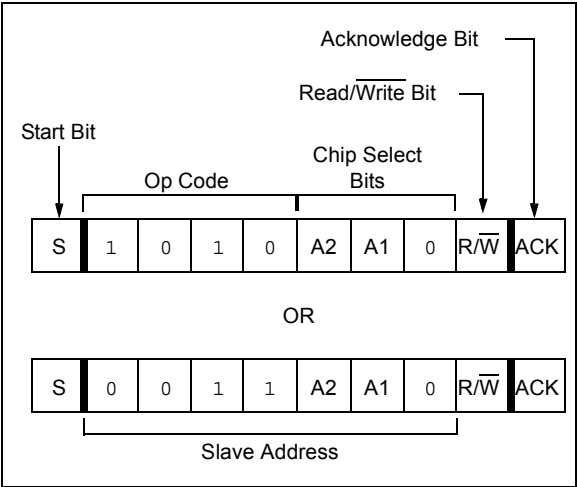 Acknowledge Bit
Read/Write Bit
Start Bit
Chip Select
Op Code Bits
S 1 0 1 0 A2 A1 0 R/W ACK
OR
S 0 0 1 1 A2 A1 0 R/W ACK
Slave Address